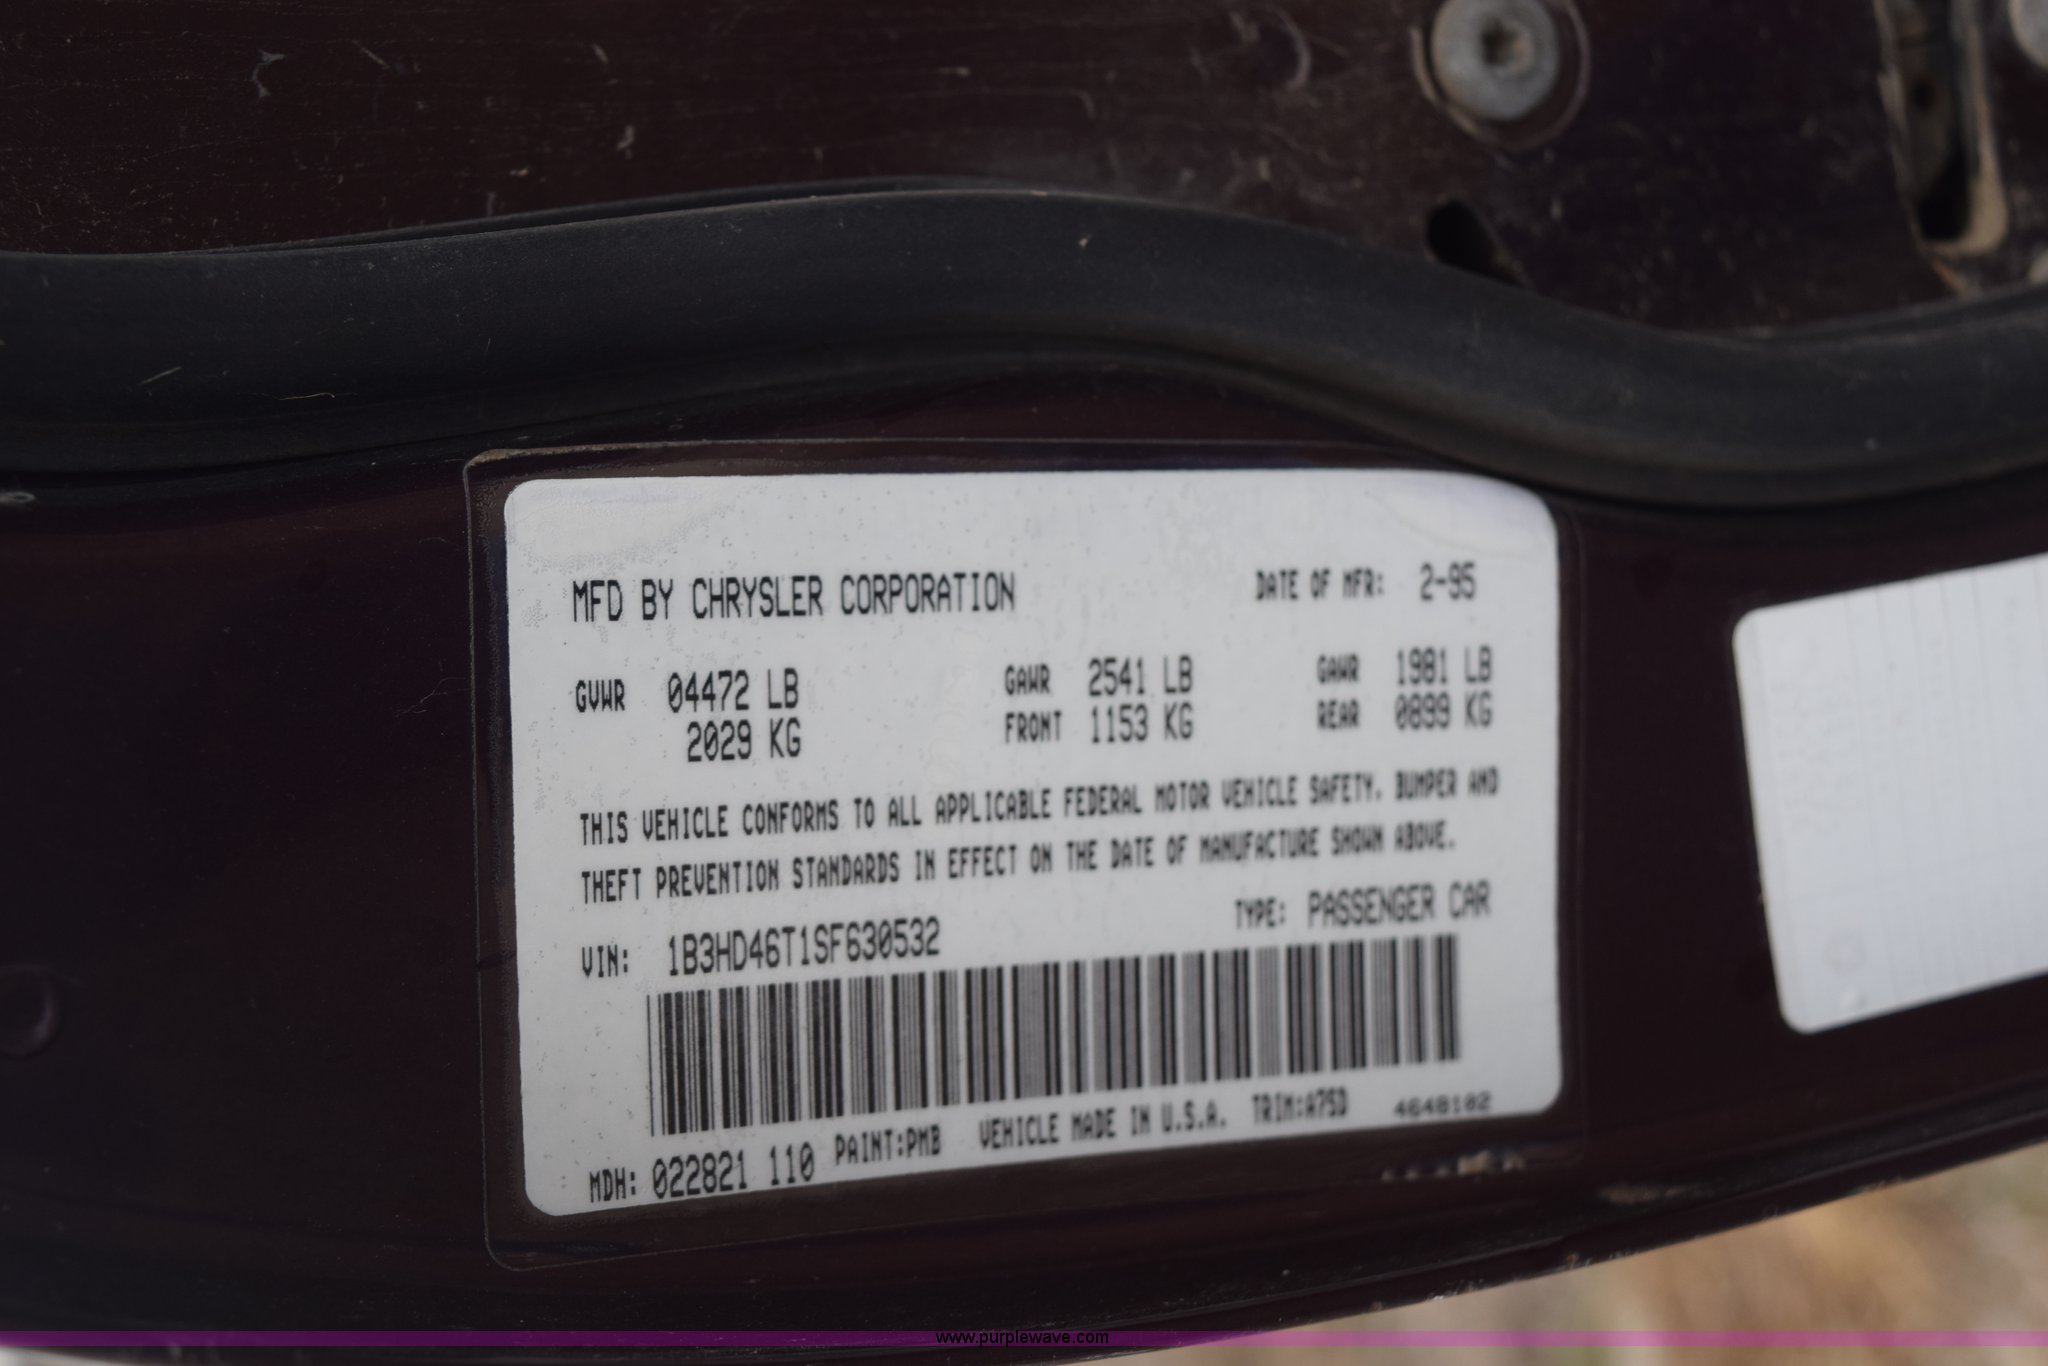 MFD BY CHRYSLER CORPORATION DATE OF MFR: 2-95
GVWR 04472 LB GAWR 2541 LB GAWR 1981 LB
2029 KG FRONT 1153 KG REAR 0899 KG
THIS VEHICLE CONFORMS TO ALL APPLICABLE FEDERAL MOTOR VEHICLE SAFETY, BUMPER AND
THEFT PREVENTION STANDARDS IN EFFECT ON THE DATE OF MANUFACTURE SHOWN ABOVE.
VIN: 1B3HD46T1SF630532 TYPE: PASSENGER CAR
MDH: 022821 110 PAINT:PMB VEHICLE MADE IN U.S.A. TRIM:A7SD 4648102
www.purplewave.com